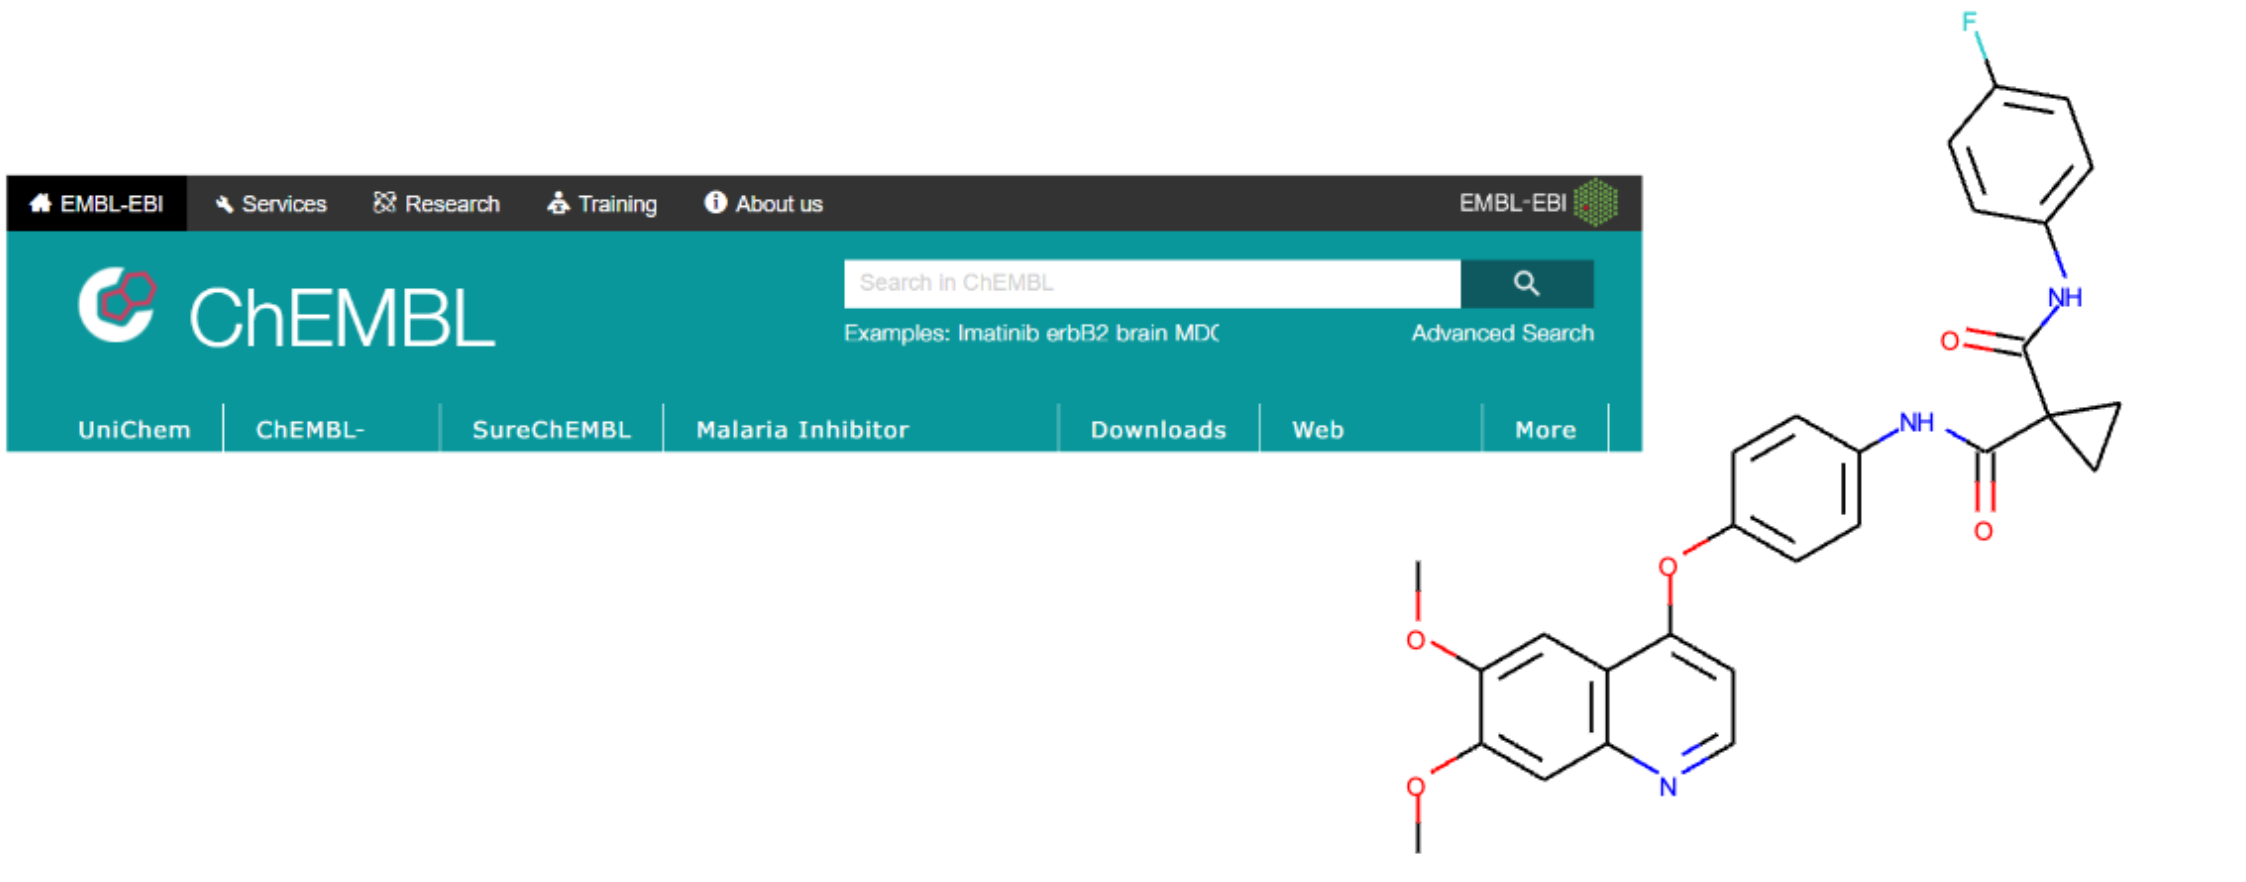 EMBL-EBI Services Research Training About us EMBL-EBI
ChEMBL
Search in ChEMBL
Examples: Imatinib erbB2 brain MDC
Advanced Search
UniChem ChEMBL- SureChEMBL Malaria Inhibitor Downloads Web More
F
NH
O
NH
O
O
O
O
N